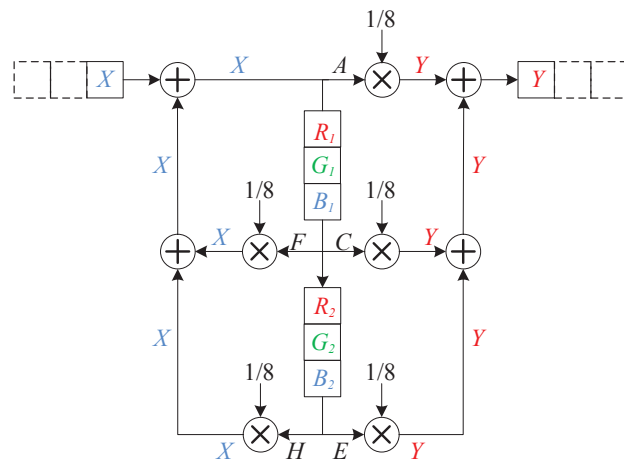 1/8
X X A Y Y
R1
G1
B1
X 1/8 1/8 Y
X F C Y
R2
G2
B2
X Y
1/8 1/8
X H E Y